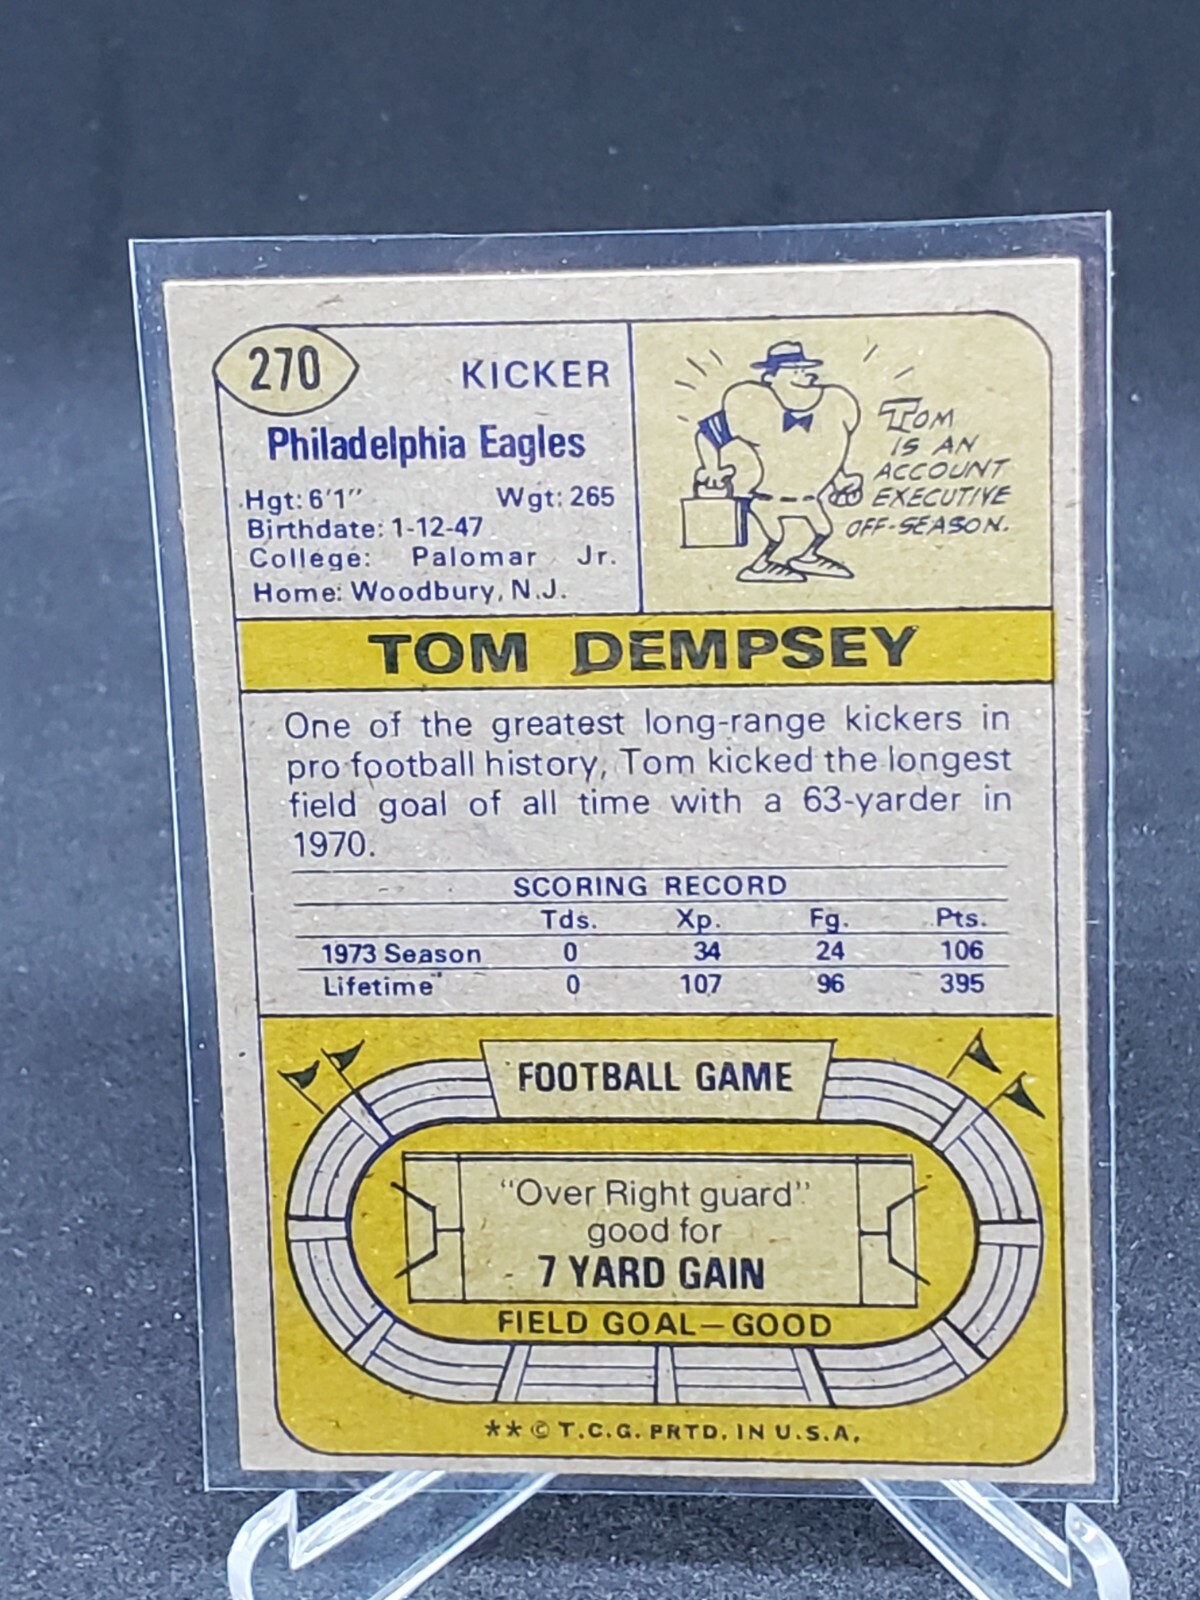 270
KICKER
Philadelphia Eagles
Hgt: 6'1" Wgt: 265
Birthdate: 1-12-47
College: Palomar Jr.
Home: Woodbury, N.J.
TOM
IS AN
ACCOUNT
EXECUTIVE
OFF-SEASON.
TOM DEMPSEY
One of the greatest long-range kickers in
pro football history, Tom kicked the longest
field goal of all time with a 63-yarder in
1970.
SCORING RECORD
Tds. Xp. Fg. Pts.
1973 Season 0 34 24 106
Lifetime 0 107 96 395
FOOTBALL GAME
"Over Right guard"
good for
7 YARD GAIN
FIELD GOAL—GOOD
** © T.C.G. PRTD. IN U.S.A.